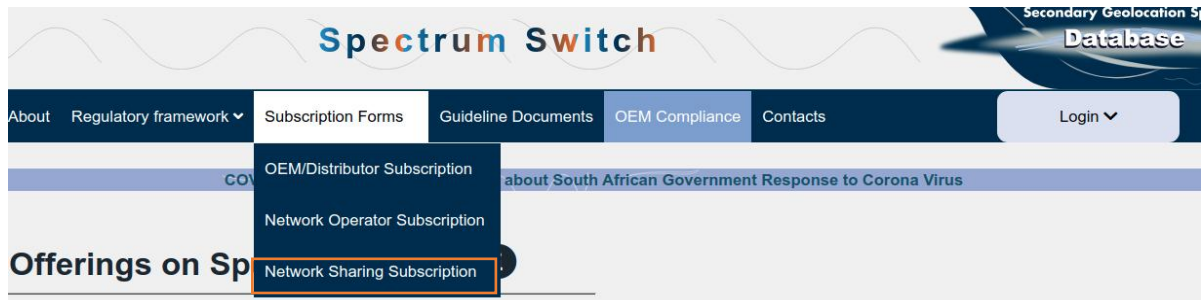 Secondary Geolocation S
Spectrum Switch
Database
About Regulatory framework Subscription Forms Guideline Documents OEM Compliance Contacts Login
OEM/Distributor Subscription
COV about South African Government Response to Corona Virus
Network Operator Subscription
Offerings on Sp
Network Sharing Subscription